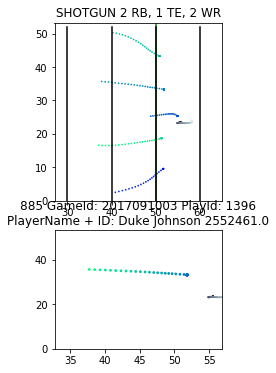 SHOTGUN 2 RB, 1 TE, 2 WR
50
40
30
20
10
0
30 40 50 60
885 GameId: 2017091003 PlayId: 1396
PlayerName + ID: Duke Johnson 2552461.0
40
20
0
35 40 45 50 55